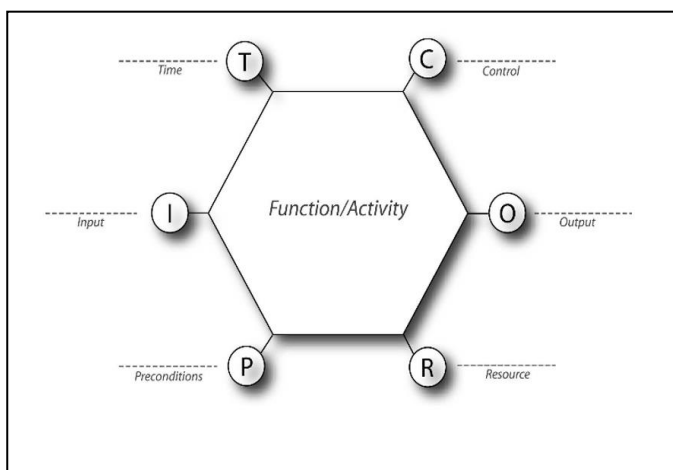 T
C
Time
Control
Function/Activity
I
O
Input
Output
P
R
Preconditions
Resource